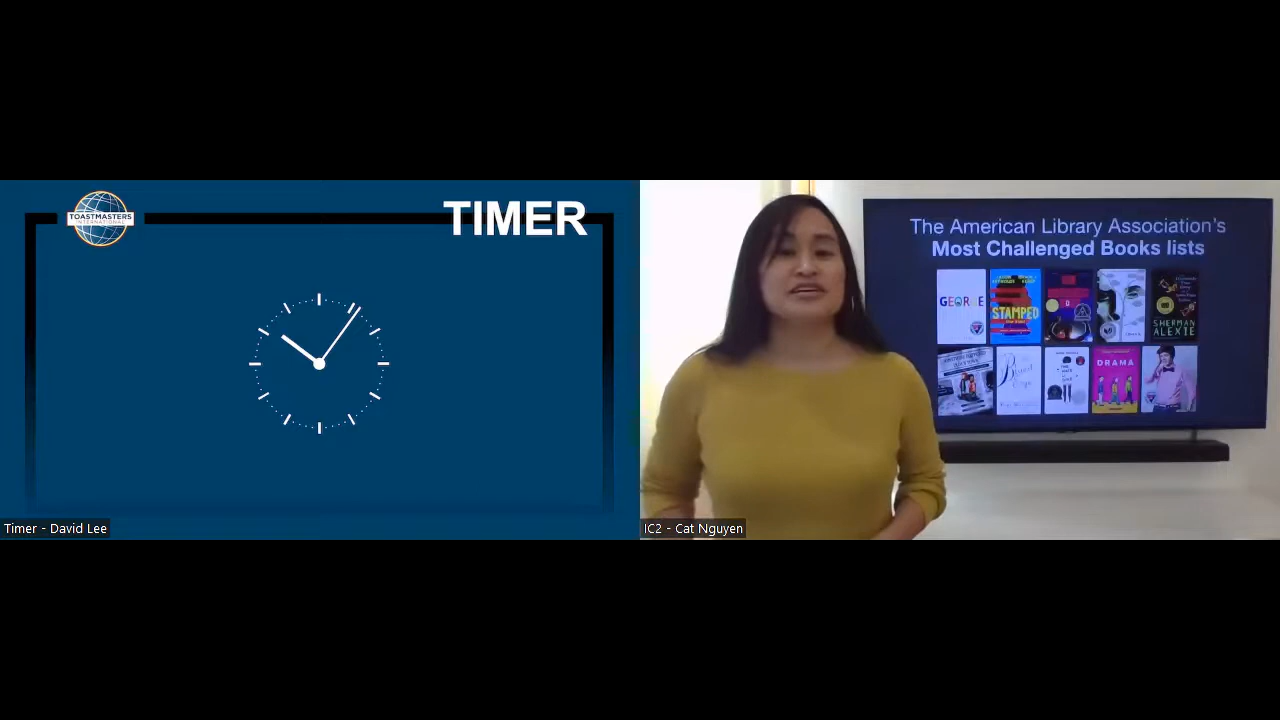 TOASTMASTERS
INTERNATIONAL
TIMER
Timer - David Lee
The American Library Association's
Most Challenged Books lists
GEORGE
STAMPED
SHERMAN
ALEXIE
DRAMA
IC2 - Cat Nguyen